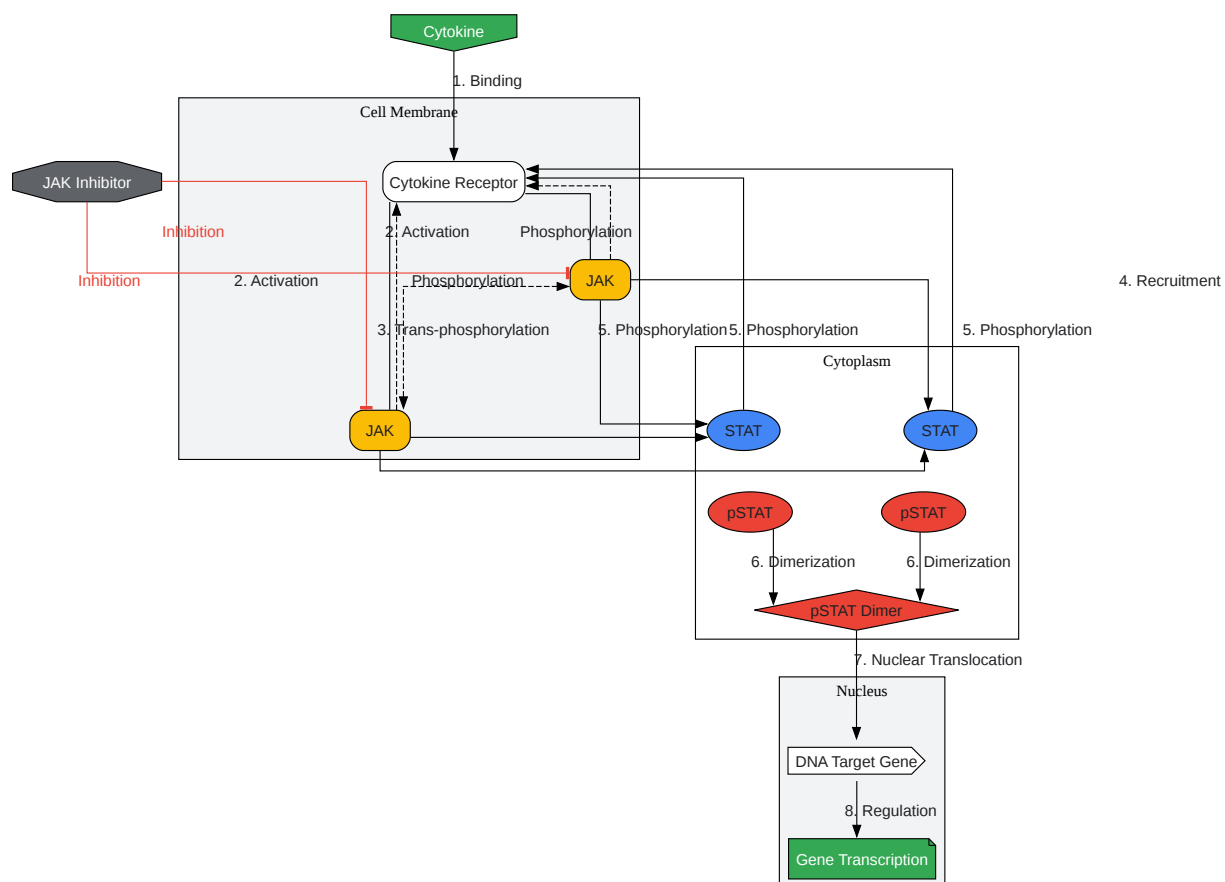 Cytokine
1. Binding
Cell Membrane
JAK Inhibitor
Cytokine Receptor
Inhibition
2. Activation
Phosphorylation
Inhibition
2. Activation
Phosphorylation
JAK
4. Recruitment
3. Trans-phosphorylation
5. Phosphorylation
5. Phosphorylation
5. Phosphorylation
Cytoplasm
JAK
STAT
STAT
pSTAT
pSTAT
6. Dimerization
6. Dimerization
pSTAT Dimer
7. Nuclear Translocation
Nucleus
DNA Target Gene
8. Regulation
Gene Transcription